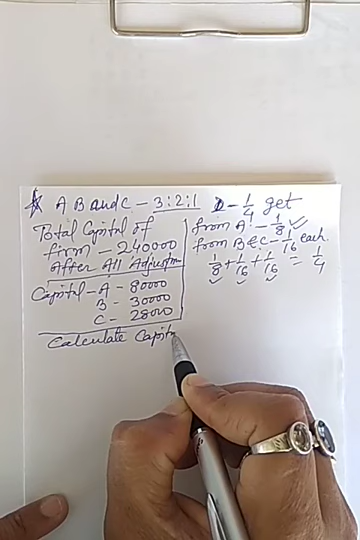 * A B and C - 3:2:1 D - 1/4 get
Total Capital of
firm - 240000
After All Adjustm
Capital - A - 80000
B - 30000
C - 28000
Calculate Capita
from A' - 1/8 ✓
from B & C - 1/16 each
1/8 + 1/16 + 1/16 = 1/4